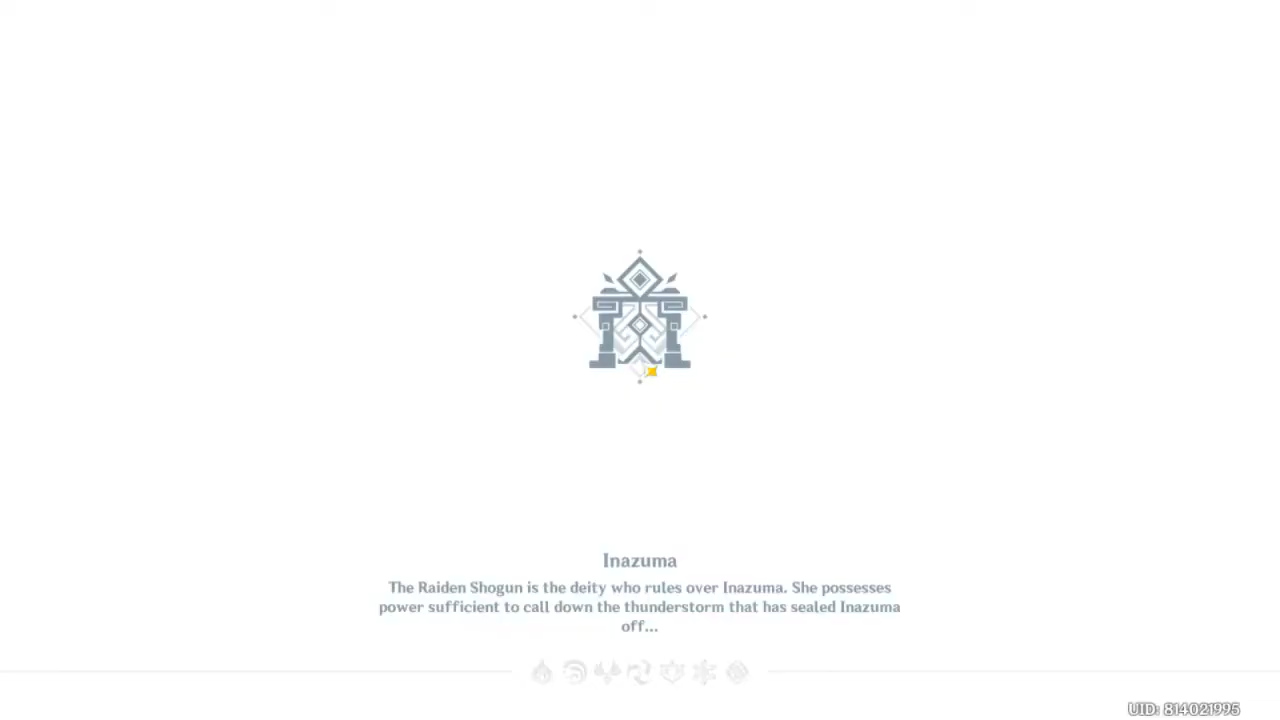 Inazuma
The Raiden Shogun is the deity who rules over Inazuma. She possesses
power sufficient to call down the thunderstorm that has sealed Inazuma
off...
UID: 814021995